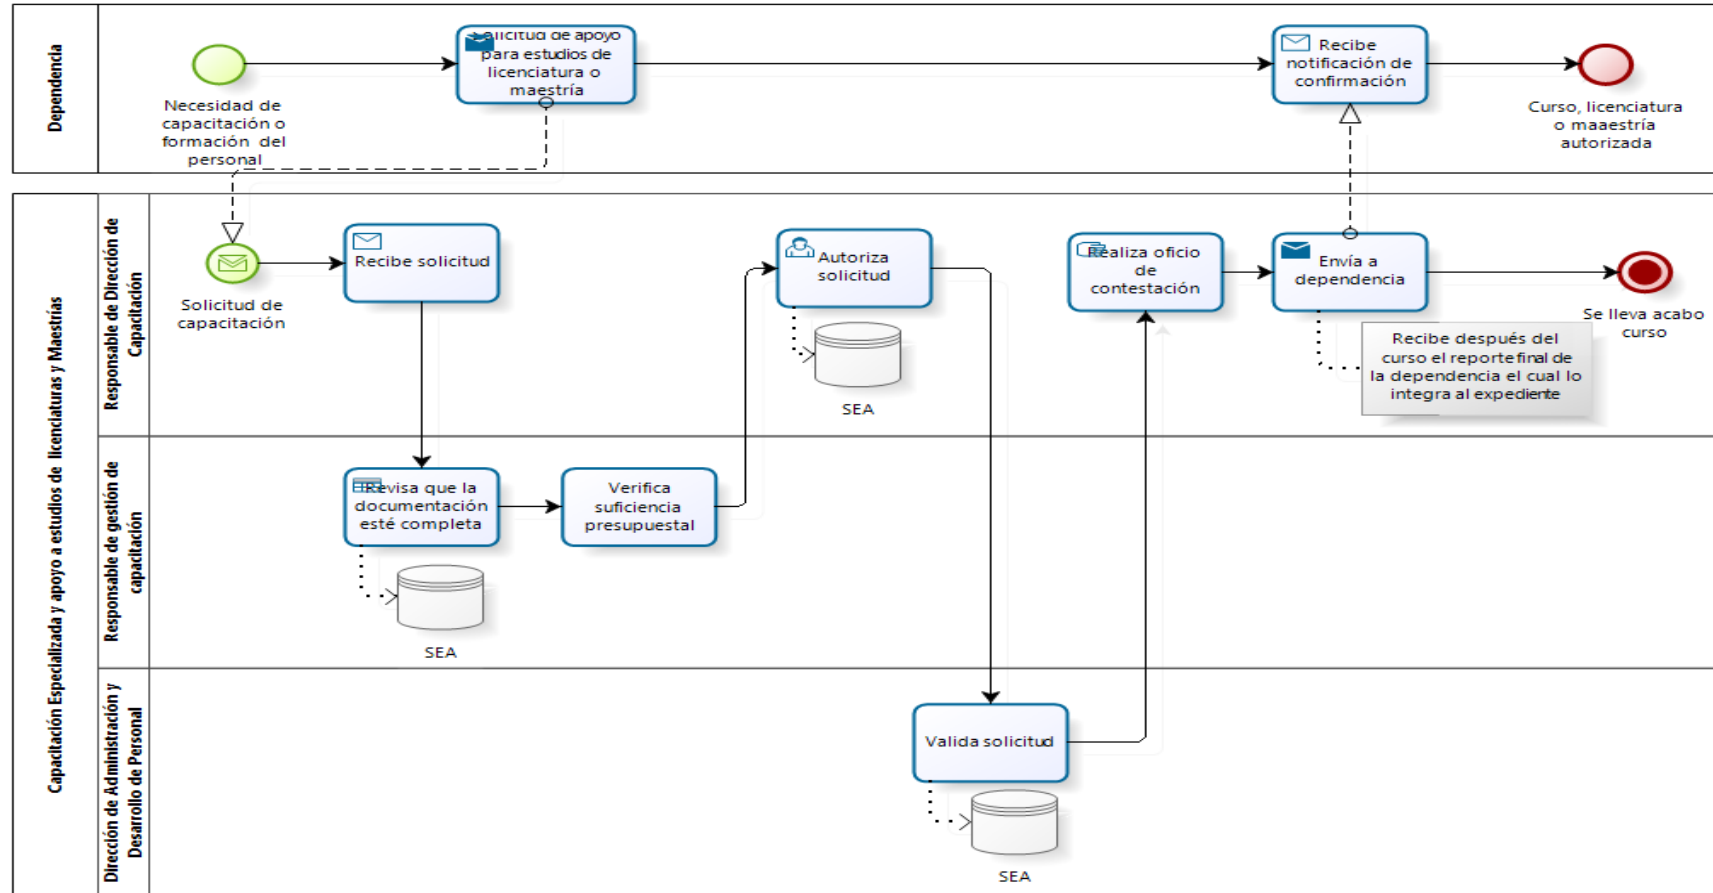 Dependencia
Necesidad de
capacitación o
formación del
personal
olicitud de apoyo
para estudios de
licenciatura o
maestría
Recibe
notificación de
confirmación
Curso, licenciatura
o maaestría
autorizada
Capacitación Especializada y apoyo a estudios de licenciaturas y Maestrías
Responsable de Dirección de
Capacitación
Solicitud de
capacitación
Recibe solicitud
Autoriza
solicitud
SEA
Realiza oficio
de
contestación
Envía a
dependencia
Se lleva acabo
curso
Recibe después del
curso el reporte final de
la dependencia el cual lo
integra al expediente
Responsable de gestión de
capacitación
Revisa que la
documentación
esté completa
SEA
Verifica
suficiencia
presupuestal
Dirección de Administración y
Desarrollo de Personal
Valida solicitud
SEA